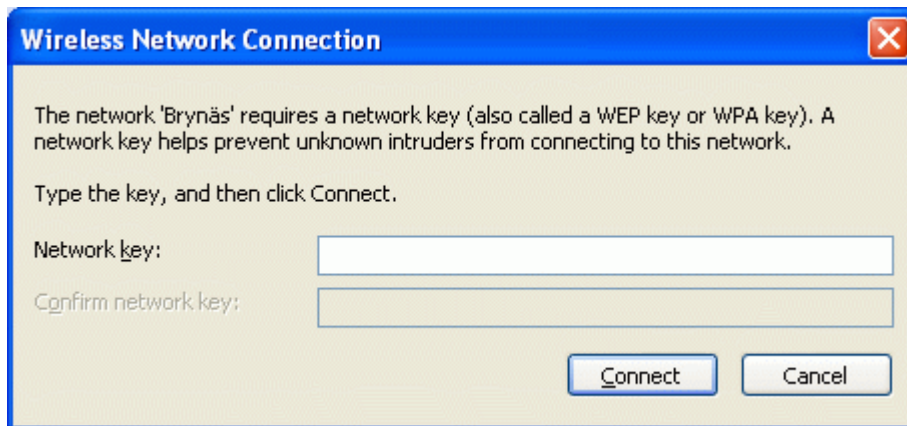 Wireless Network Connection
The network 'Brynäs' requires a network key (also called a WEP key or WPA key). A
network key helps prevent unknown intruders from connecting to this network.
Type the key, and then click Connect.
Network key:
Confirm network key:
Connect Cancel